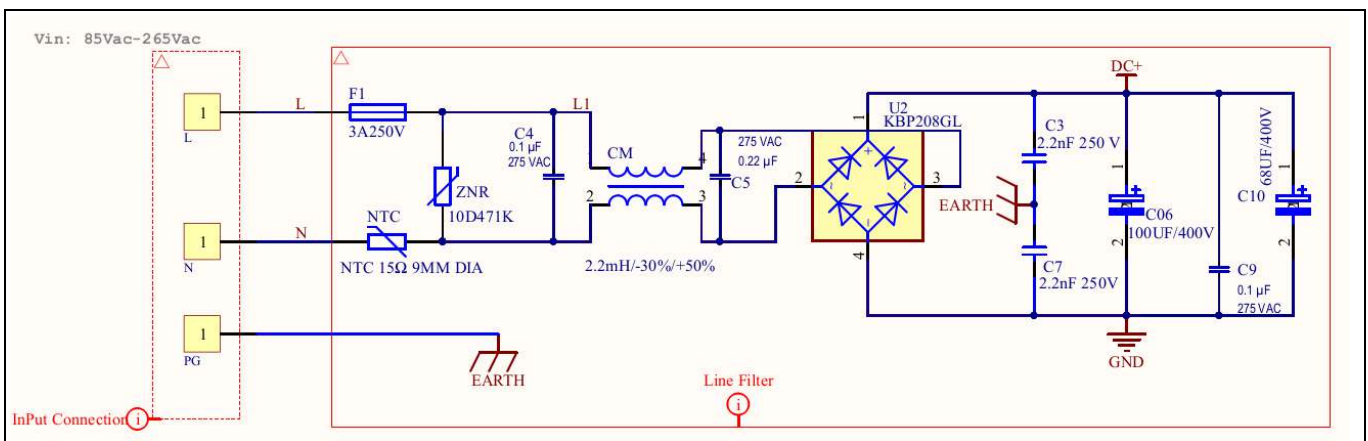 Vin: 85Vac-265Vac
1
L
L
F1
3A250V
L1
C4
0.1 µF
275 VAC
CM
4
2
3
2.2mH/-30%/+50%
ZNR
10D471K
1
N
N
NTC
NTC 15Ω 9MM DIA
1
PG
EARTH
275 VAC
0.22 µF
C5
U2
KBP208GL
1
2
3
4
+
~
~
-
DC+
C3
2.2nF 250 V
EARTH
C7
2.2nF 250V
1
+
C06
100UF/400V
2
C9
0.1 µF
275 VAC
68UF/400V
1
+
C10
2
GND
Line Filter
i
InPut Connection
i